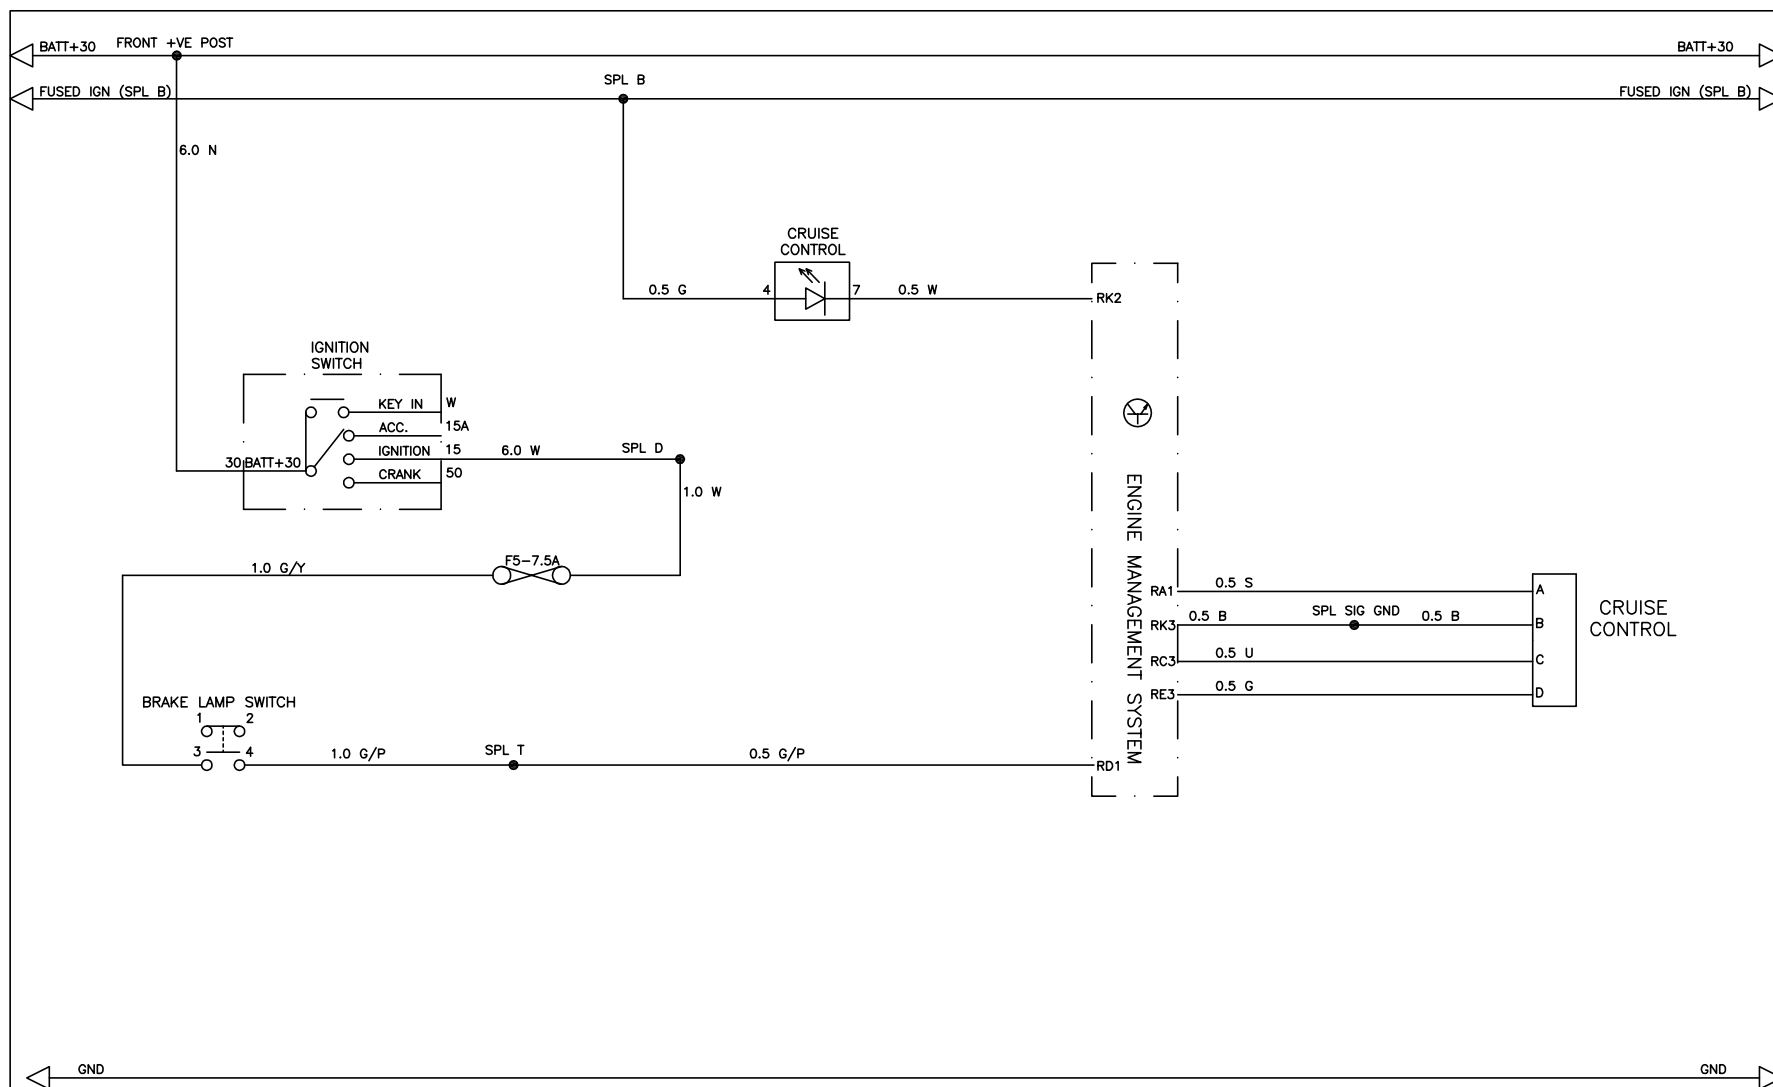 BATT+30 FRONT +VE POST BATT+30
SPL B
FUSED IGN (SPL B) FUSED IGN (SPL B)
6.0 N
CRUISE
CONTROL
0.5 G 4 7 0.5 W RK2
IGNITION
SWITCH
KEY IN W
ACC. 15A
IGNITION 15 6.0 W SPL D
30 BATT+30
CRANK 50
1.0 W
ENGINE MANAGEMENT SYSTEM
1.0 G/Y F5-7.5A
RA1 0.5 S A
RK3 0.5 B SPL SIG GND 0.5 B B
CRUISE
CONTROL
RC3 0.5 U C
RE3 0.5 G D
BRAKE LAMP SWITCH
1 2
3 4 1.0 G/P SPL T 0.5 G/P
RD1
GND GND